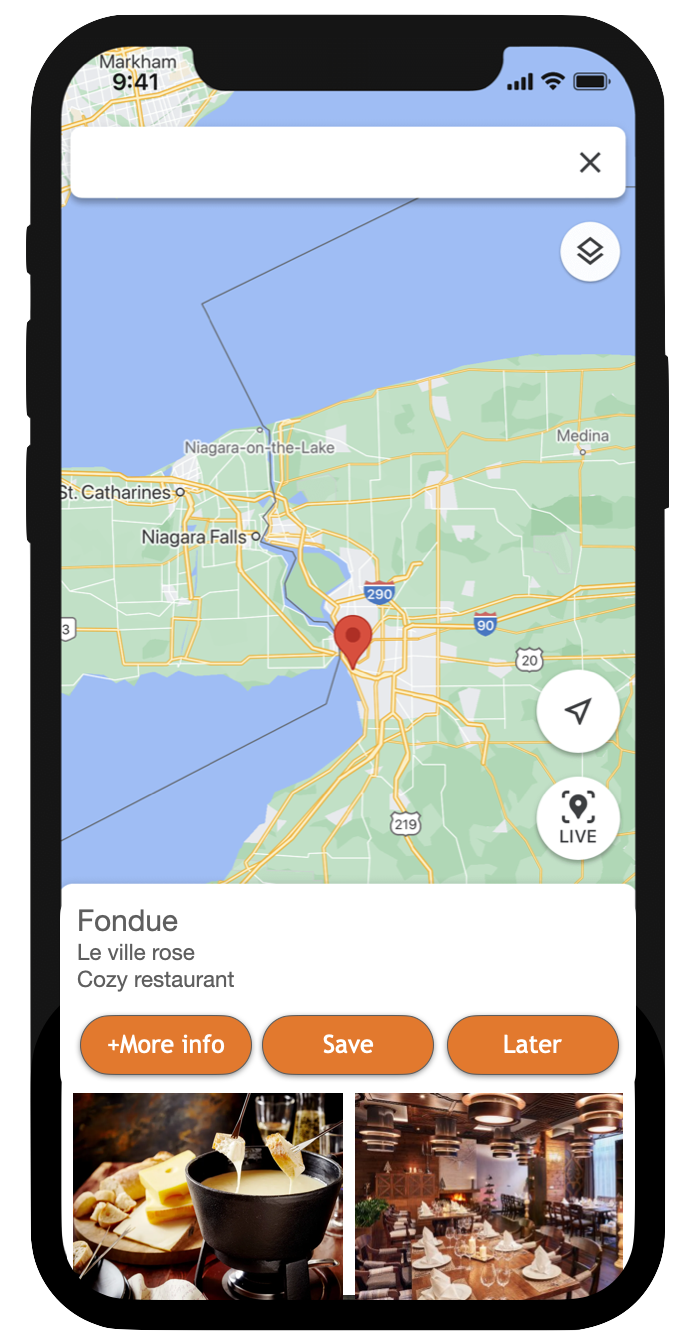 Markham
9:41
Niagara-on-the-Lake
Medina
St. Catharines
Niagara Falls
290
90
3
20
219
LIVE
Fondue
Le ville rose
Cozy restaurant
+More info
Save
Later